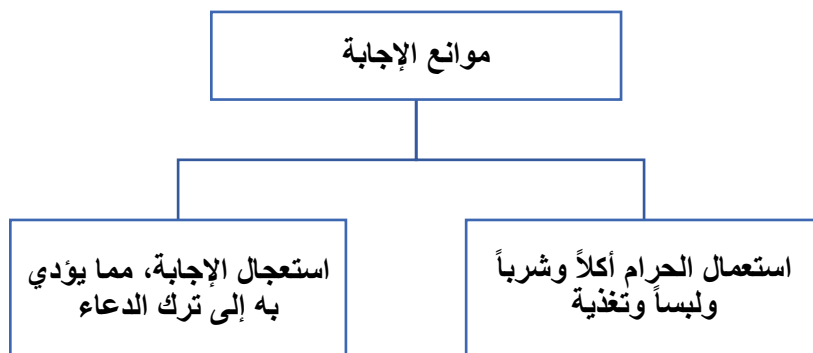 موانع الإجابة
استعمال الحرام أكلاً وشرباً
ولبساً وتغذية
استعجال الإجابة، مما يؤدي
به إلى ترك الدعاء